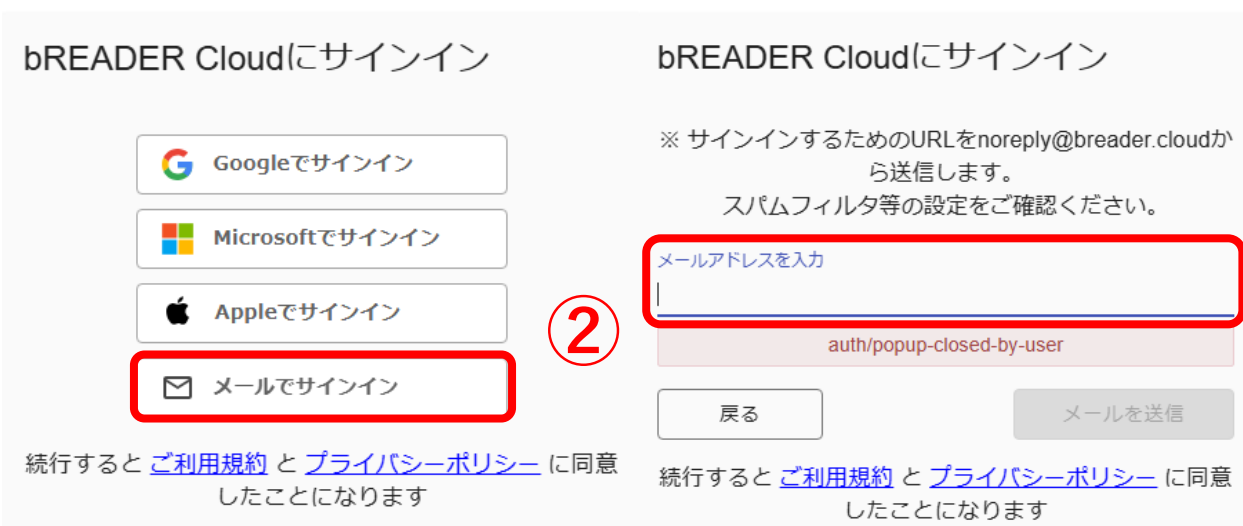 bREADER Cloudにサインイン
Googleでサインイン
Microsoftでサインイン
Appleでサインイン
メールでサインイン
続行すると ご利用規約 と プライバシーポリシー に同意
したことになります
②
bREADER Cloudにサインイン
※ サインインするためのURLをnoreply@breader.cloudか
ら送信します。
スパムフィルタ等の設定をご確認ください。
メールアドレスを入力
auth/popup-closed-by-user
戻る
メールを送信
続行すると ご利用規約 と プライバシーポリシー に同意
したことになります